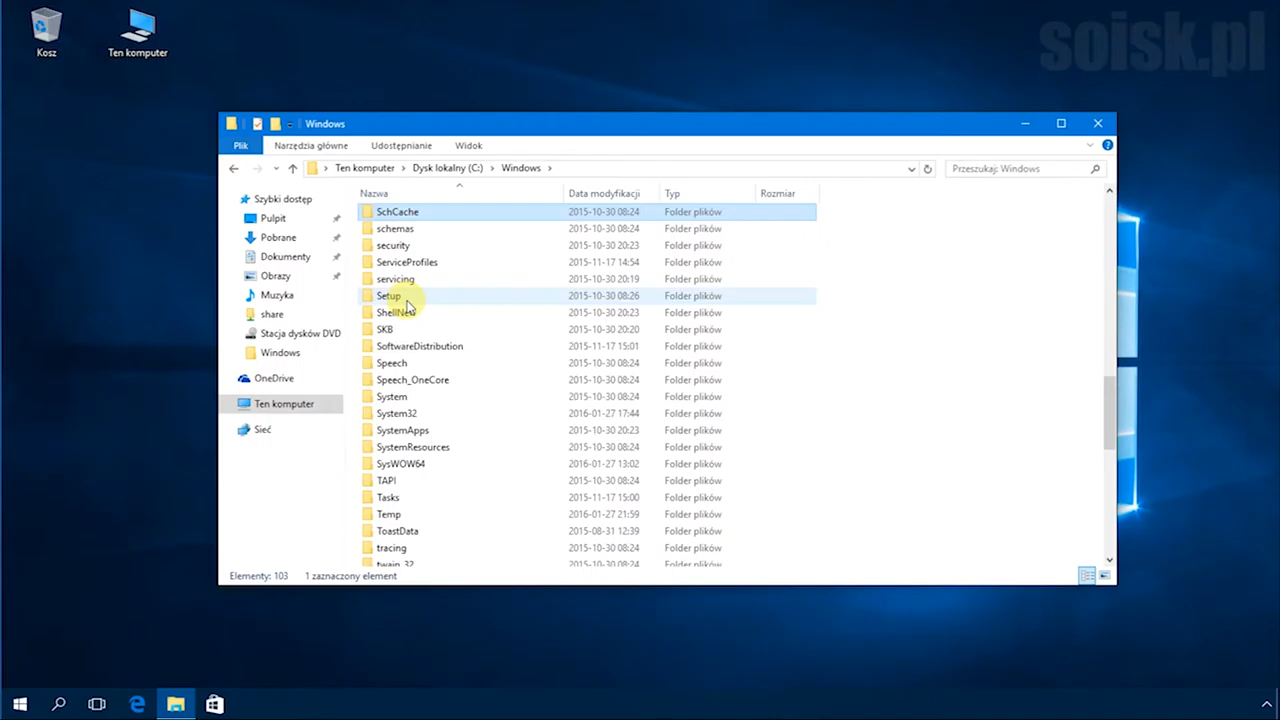 soisk.pl
Kosz
Ten komputer
Windows
Plik
Narzędzia główne
Udostępnianie
Widok
Ten komputer
Dysk lokalny (C:)
Windows
Przeszukaj: Windows
Szybki dostęp
Pulpit
Pobrane
Dokumenty
Obrazy
Muzyka
share
Stacja dysków DVD
Windows
OneDrive
Ten komputer
Sieć
Nazwa Data modyfikacji Typ Rozmiar
SchCache 2015-10-30 08:24 Folder plików
schemas 2015-10-30 08:24 Folder plików
security 2015-10-30 20:23 Folder plików
ServiceProfiles 2015-11-17 14:54 Folder plików
servicing 2015-10-30 20:19 Folder plików
Setup 2015-10-30 08:26 Folder plików
ShellNew 2015-10-30 20:23 Folder plików
SKB 2015-10-30 20:20 Folder plików
SoftwareDistribution 2015-11-17 15:01 Folder plików
Speech 2015-10-30 08:24 Folder plików
Speech_OneCore 2015-10-30 08:24 Folder plików
System 2015-10-30 08:24 Folder plików
System32 2016-01-27 17:44 Folder plików
SystemApps 2015-10-30 20:23 Folder plików
SystemResources 2015-10-30 08:24 Folder plików
SysWOW64 2016-01-27 13:02 Folder plików
TAPI 2015-10-30 08:24 Folder plików
Tasks 2015-11-17 15:00 Folder plików
Temp 2016-01-27 21:59 Folder plików
ToastData 2015-08-31 12:39 Folder plików
tracing 2015-10-30 08:24 Folder plików
twain_32 2015-10-30 08:24 Folder plików
Elementy: 103 1 zaznaczony element